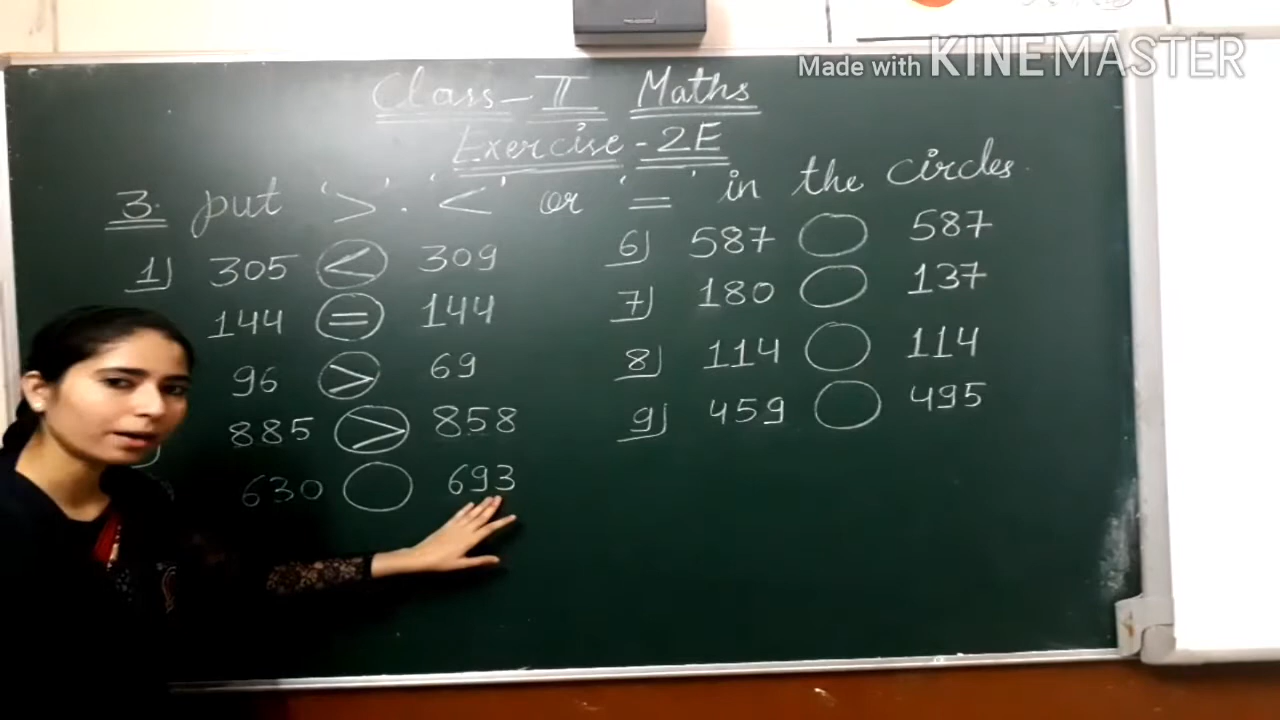 Made with KINEMASTER
Class-II Maths
Exercise-2E
3. put '>' . '<' or '=' in the circles.
1) 305 < 309
144 = 144
96 > 69
885 > 858
630 ◯ 693
6) 587 ◯ 587
7) 180 ◯ 137
8) 114 ◯ 114
9) 459 ◯ 495